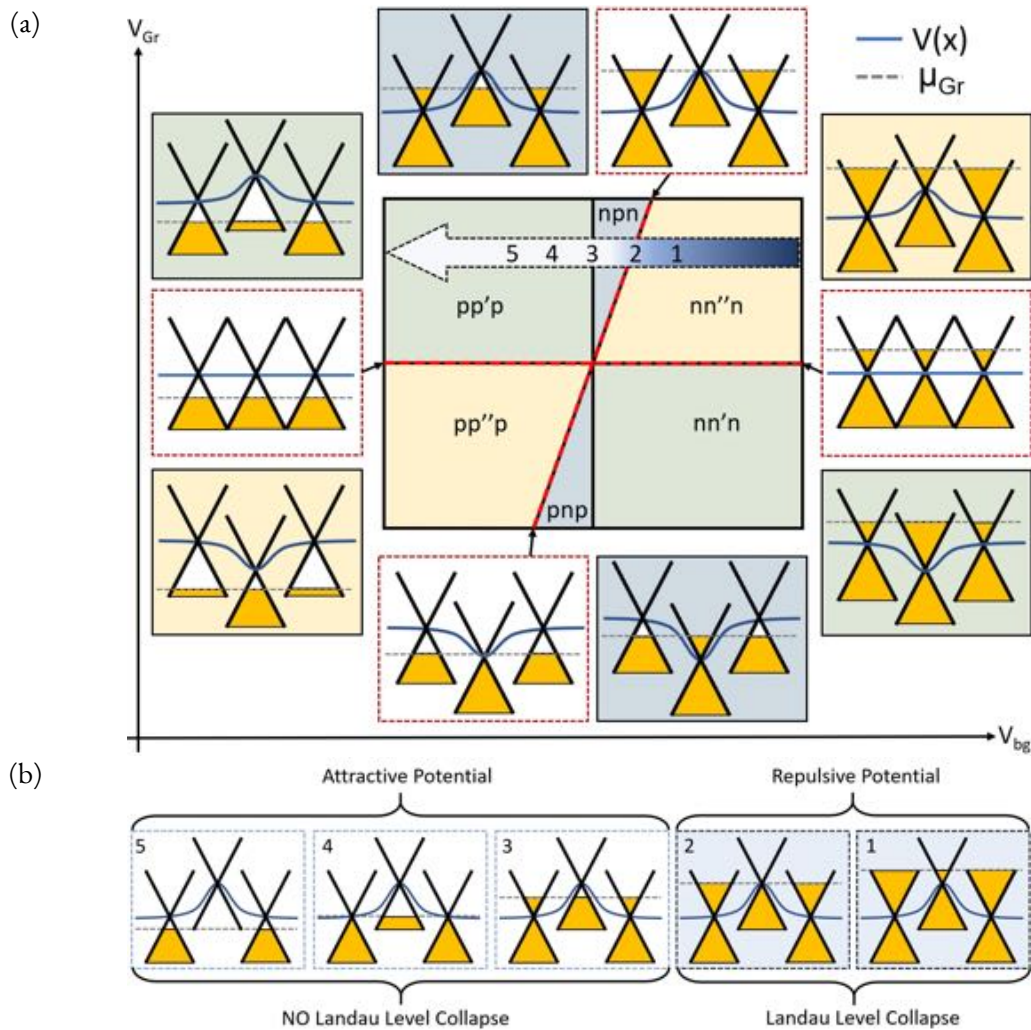 (a)
V_Gr
V(x)
μ_Gr
npn
5 4 3 2 1
pp'p
nn''n
pp''p
nn'n
pnp
V_bg
(b)
Attractive Potential
Repulsive Potential
5
4
3
2
1
NO Landau Level Collapse
Landau Level Collapse